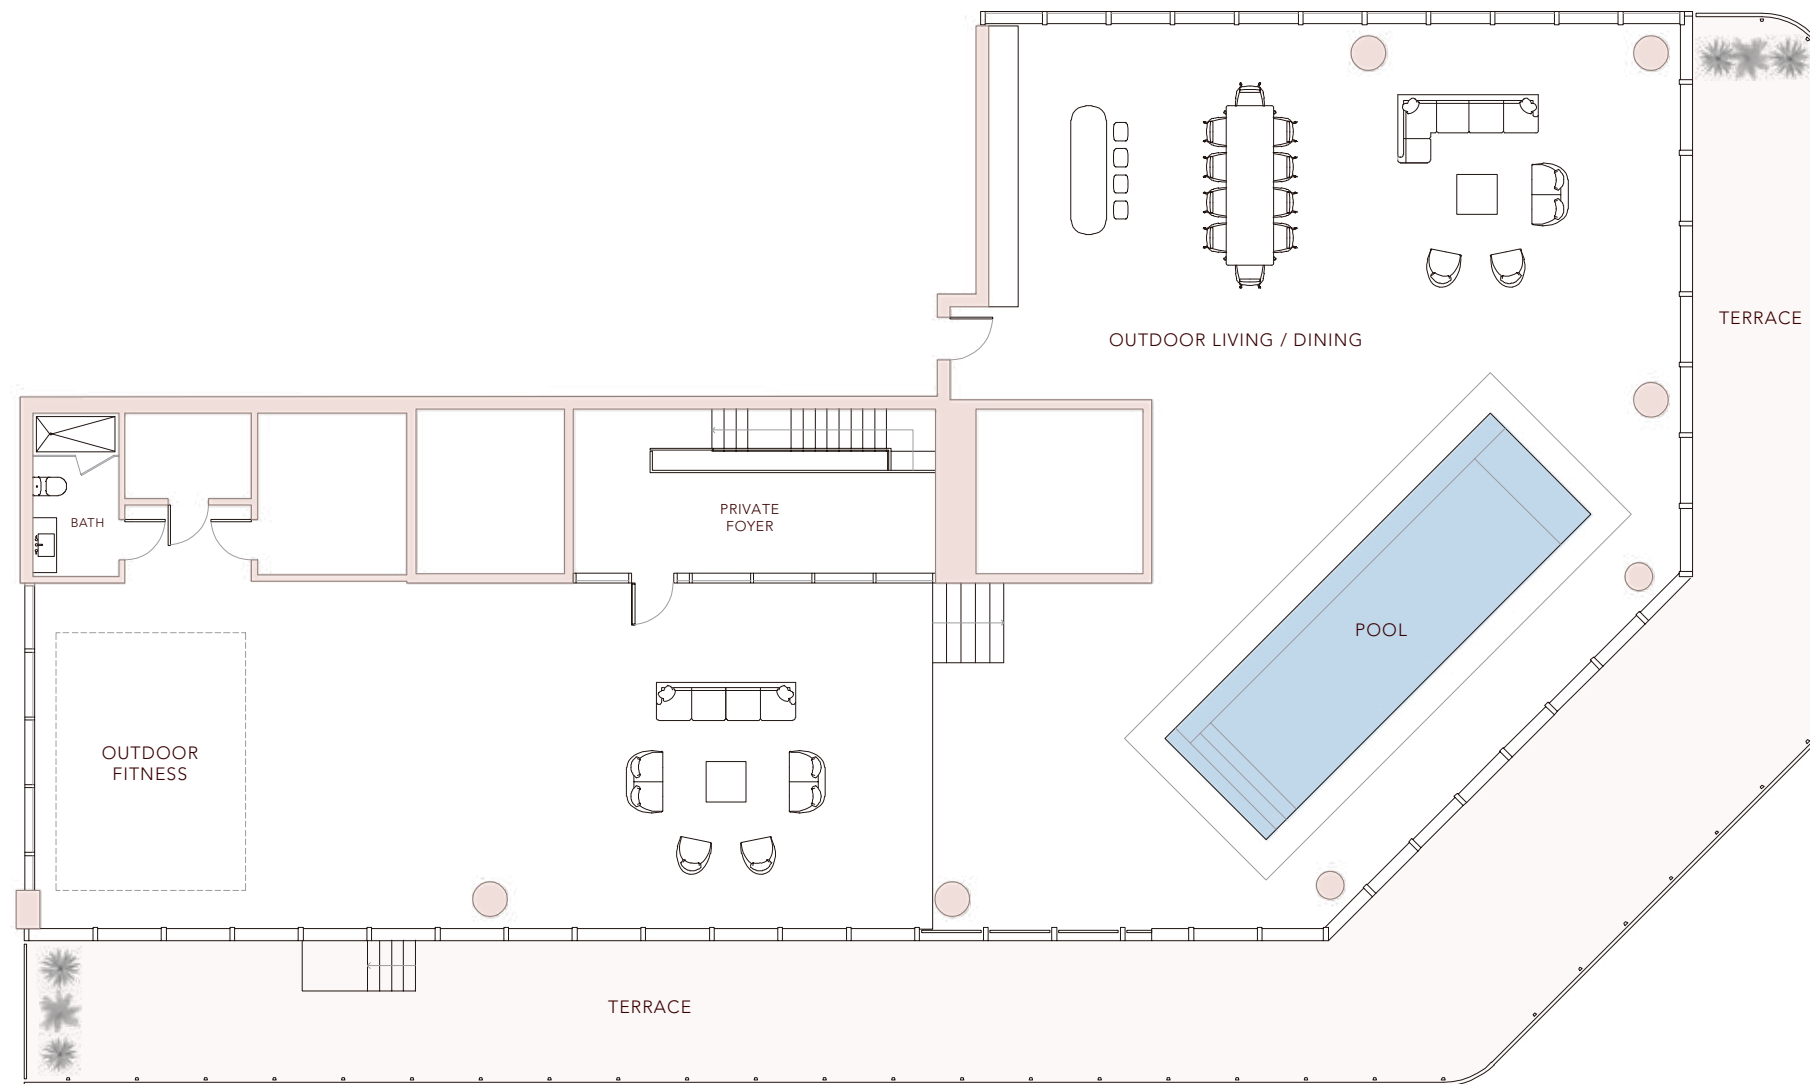 TERRACE
OUTDOOR LIVING / DINING
PRIVATE
FOYER
BATH
POOL
OUTDOOR
FITNESS
TERRACE